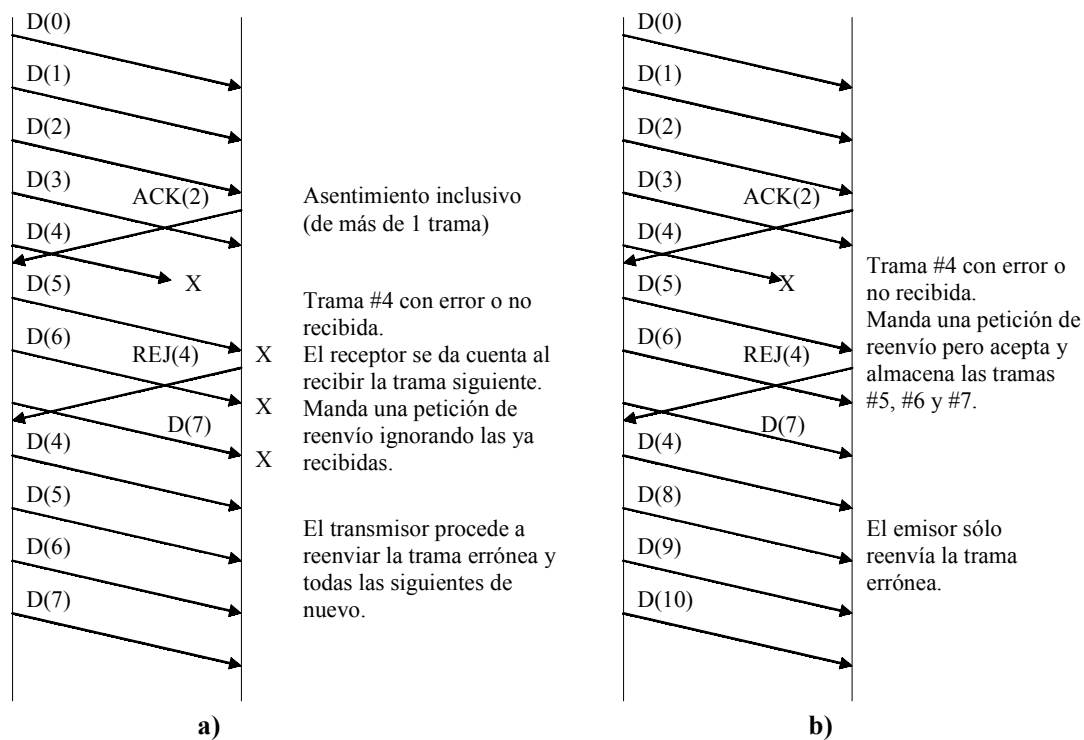 D(0)
D(1)
D(2)
D(3)
ACK(2)
D(4)
X
D(5)
D(6)
REJ(4)
X
X
D(7)
X
D(4)
D(5)
D(6)
D(7)
Asentimiento inclusivo
(de más de 1 trama)
Trama #4 con error o no
recibida.
El receptor se da cuenta al
recibir la trama siguiente.
Manda una petición de
reenvío ignorando las ya
recibidas.
El transmisor procede a
reenviar la trama errónea y
todas las siguientes de
nuevo.
a)
D(0)
D(1)
D(2)
D(3)
ACK(2)
D(4)
X
D(5)
D(6)
REJ(4)
D(7)
D(4)
D(8)
D(9)
D(10)
Trama #4 con error o
no recibida.
Manda una petición de
reenvío pero acepta y
almacena las tramas
#5, #6 y #7.
El emisor sólo
reenvía la trama
errónea.
b)